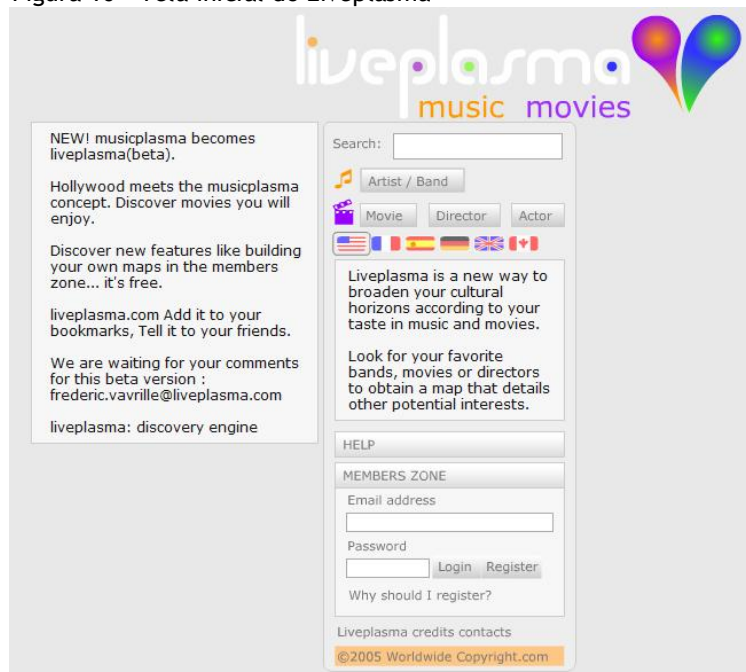 liveplasma
music movies
NEW! musicplasma becomes
liveplasma(beta).
Hollywood meets the musicplasma
concept. Discover movies you will
enjoy.
Discover new features like building
your own maps in the members
zone... it's free.
liveplasma.com Add it to your
bookmarks, Tell it to your friends.
We are waiting for your comments
for this beta version :
frederic.vavrille@liveplasma.com
liveplasma: discovery engine
Search:
Artist / Band
Movie Director Actor
Liveplasma is a new way to
broaden your cultural
horizons according to your
taste in music and movies.
Look for your favorite
bands, movies or directors
to obtain a map that details
other potential interests.
HELP
MEMBERS ZONE
Email address
Password
Login Register
Why should I register?
Liveplasma credits contacts
©2005 Worldwide Copyright.com